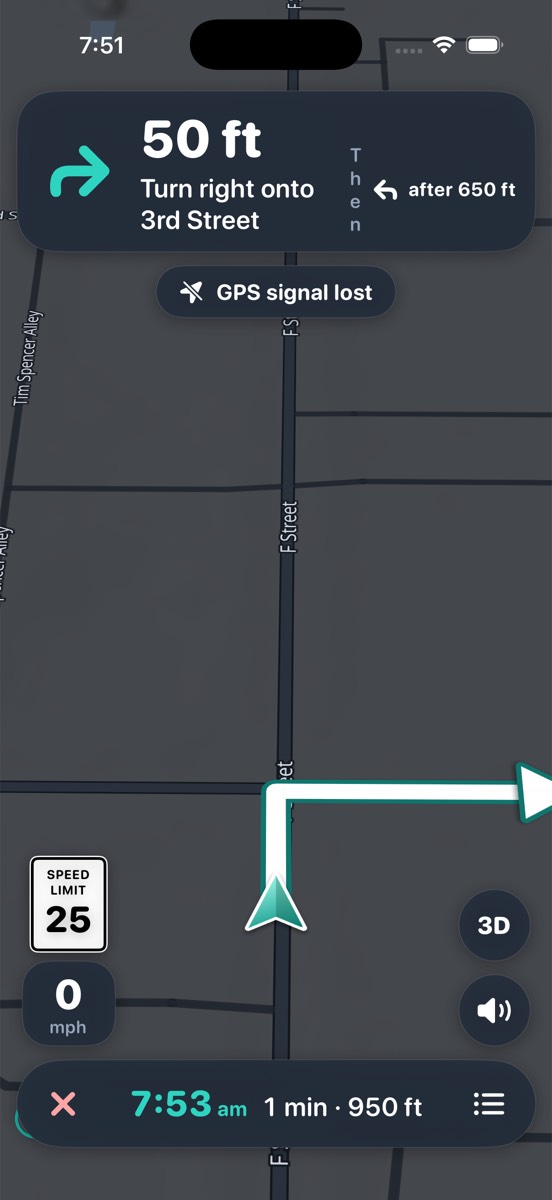 7:51
50 ft
Turn right onto
3rd Street
Then
after 650 ft
GPS signal lost
Tim Spencer Alley
F S
F Street
eet
SPEED
LIMIT
25
3D
0
mph
7:53 am 1 min · 950 ft